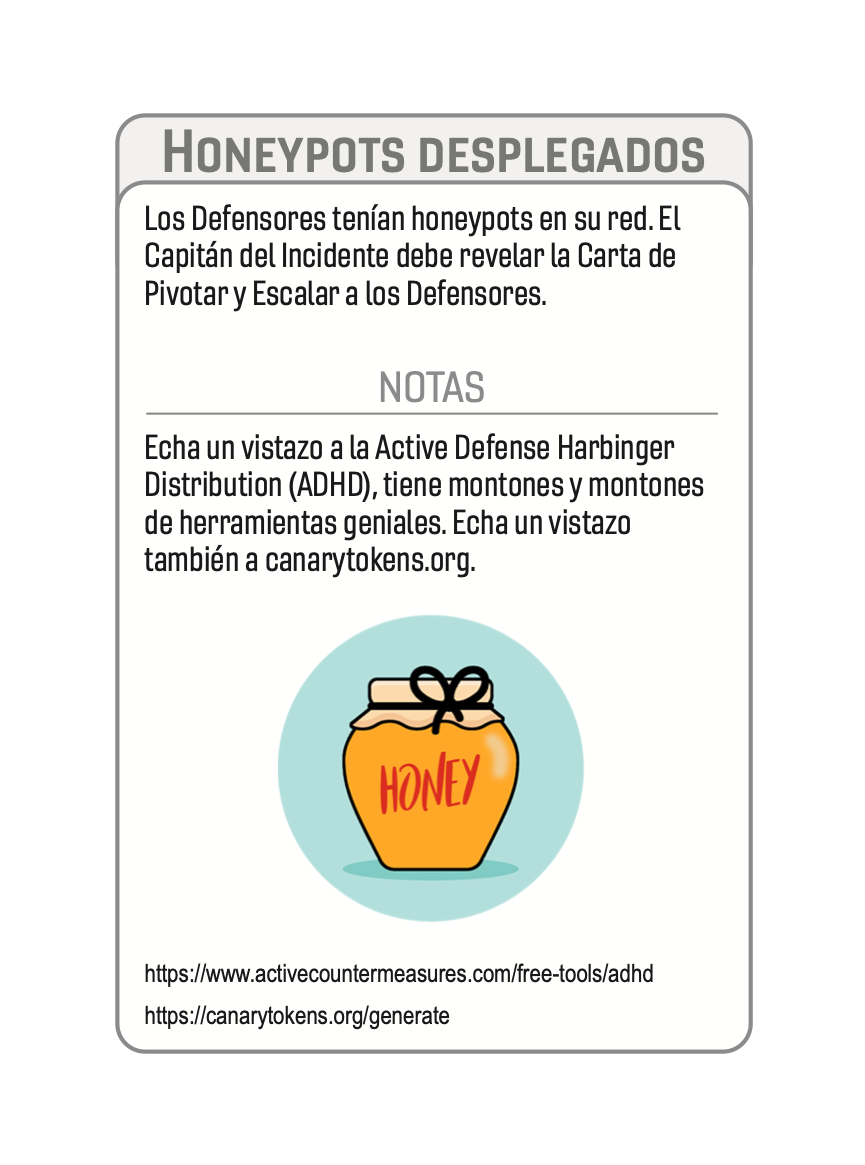 Honeypots desplegados
Los Defensores tenían honeypots en su red. El
Capitán del Incidente debe revelar la Carta de
Pivotar y Escalar a los Defensores.
NOTAS
Echa un vistazo a la Active Defense Harbinger
Distribution (ADHD), tiene montones y montones
de herramientas geniales. Echa un vistazo
también a canarytokens.org.
HONEY
https://www.activecountermeasures.com/free-tools/adhd
https://canarytokens.org/generate